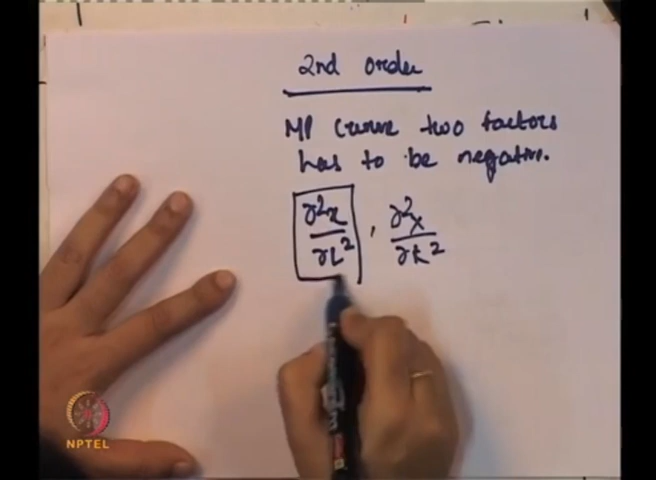 2nd order
MP curve two factors
has to be negative.
∂²x/∂L² , ∂²x/∂K²
NPTEL